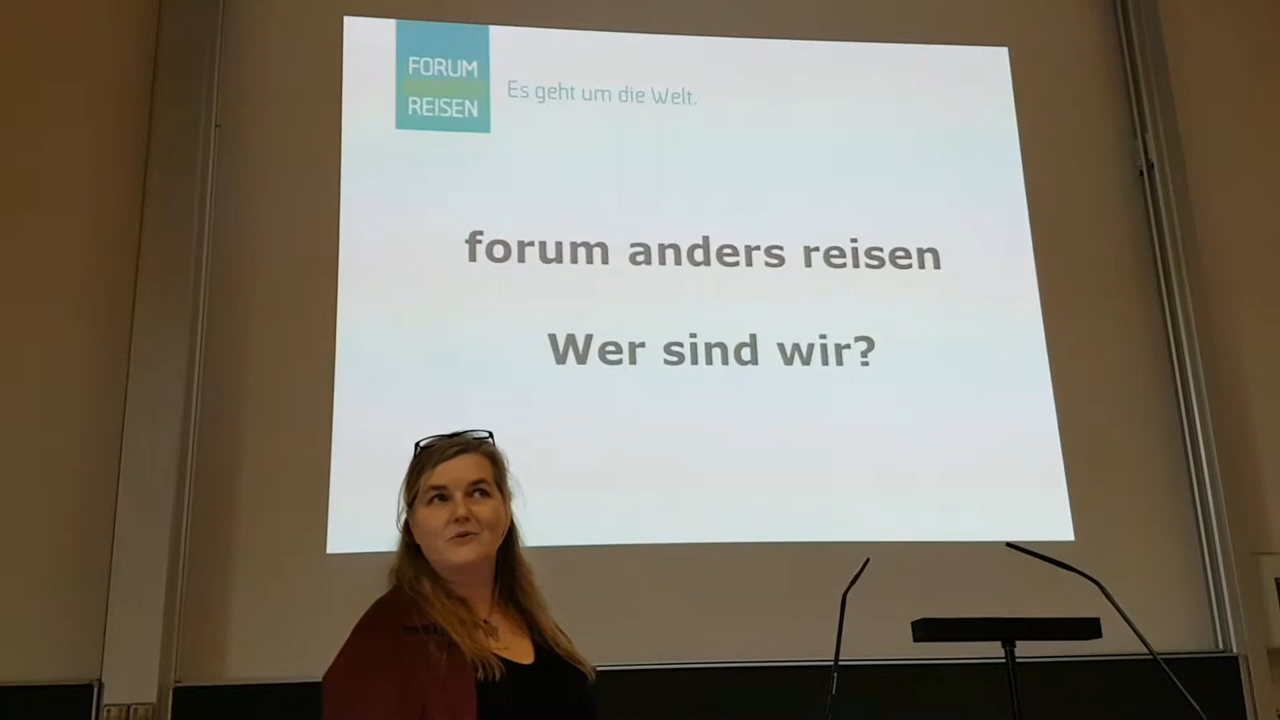 FORUM
REISEN
Es geht um die Welt.
forum anders reisen
Wer sind wir?